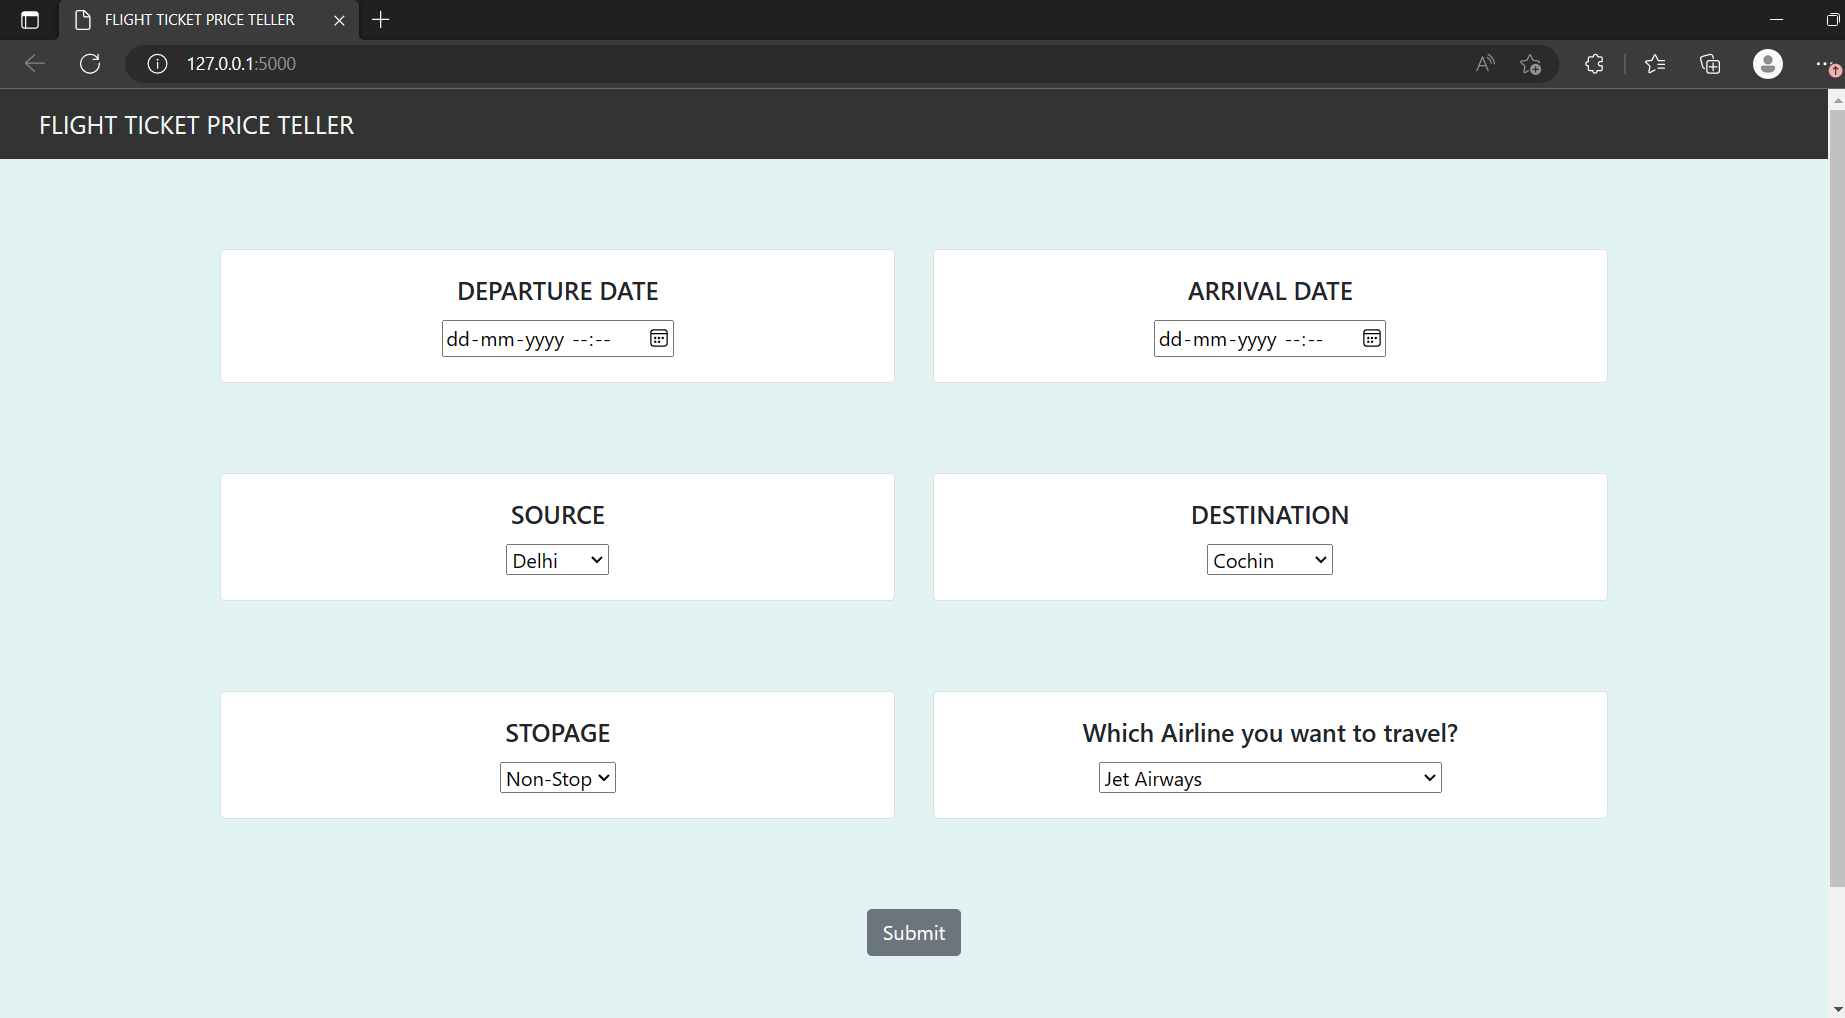 FLIGHT TICKET PRICE TELLER
127.0.0.1:5000
FLIGHT TICKET PRICE TELLER
DEPARTURE DATE
dd-mm-yyyy --:--
ARRIVAL DATE
dd-mm-yyyy --:--
SOURCE
Delhi
DESTINATION
Cochin
STOPAGE
Non-Stop
Which Airline you want to travel?
Jet Airways
Submit